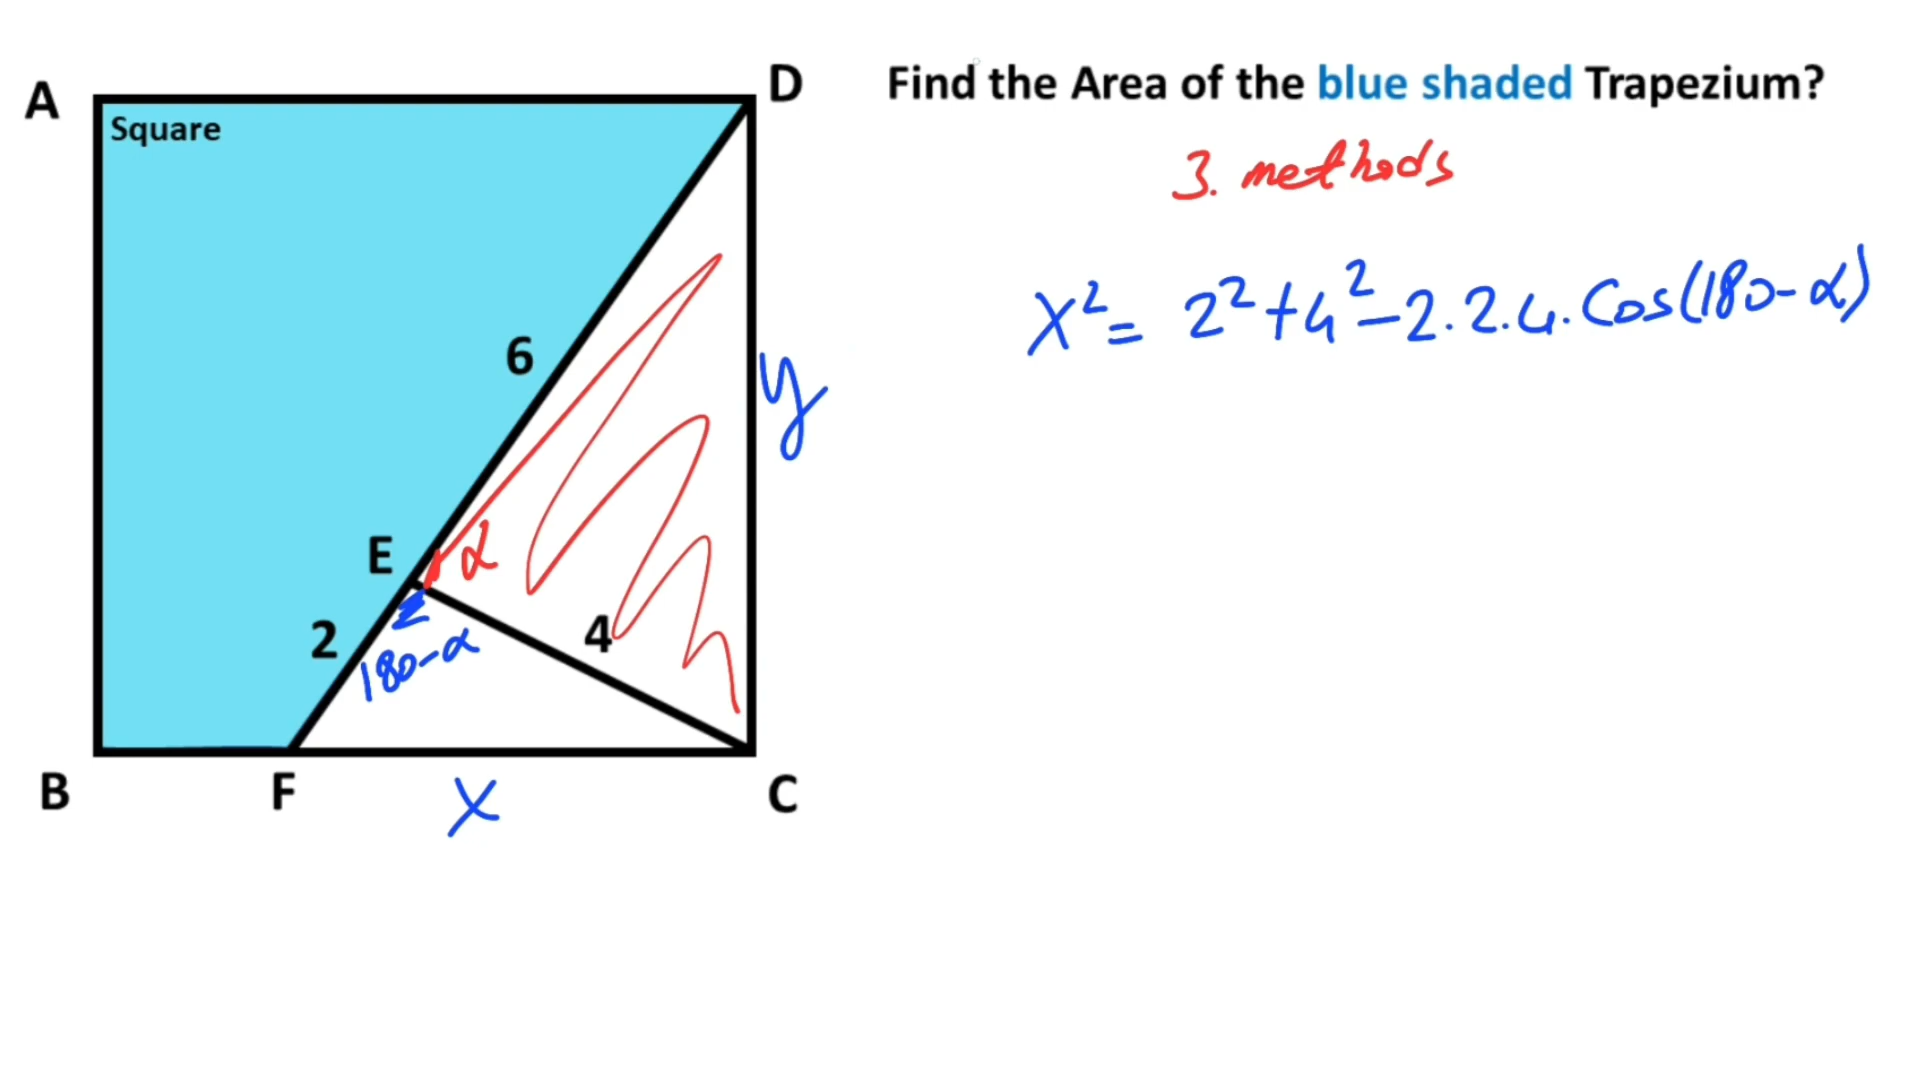 A
D
Find the Area of the blue shaded Trapezium?
Square
3. methods
x²= 2²+4²-2.2.4.Cos(180-α)
6
y
E
α
2
4
180-α
B
F
x
C